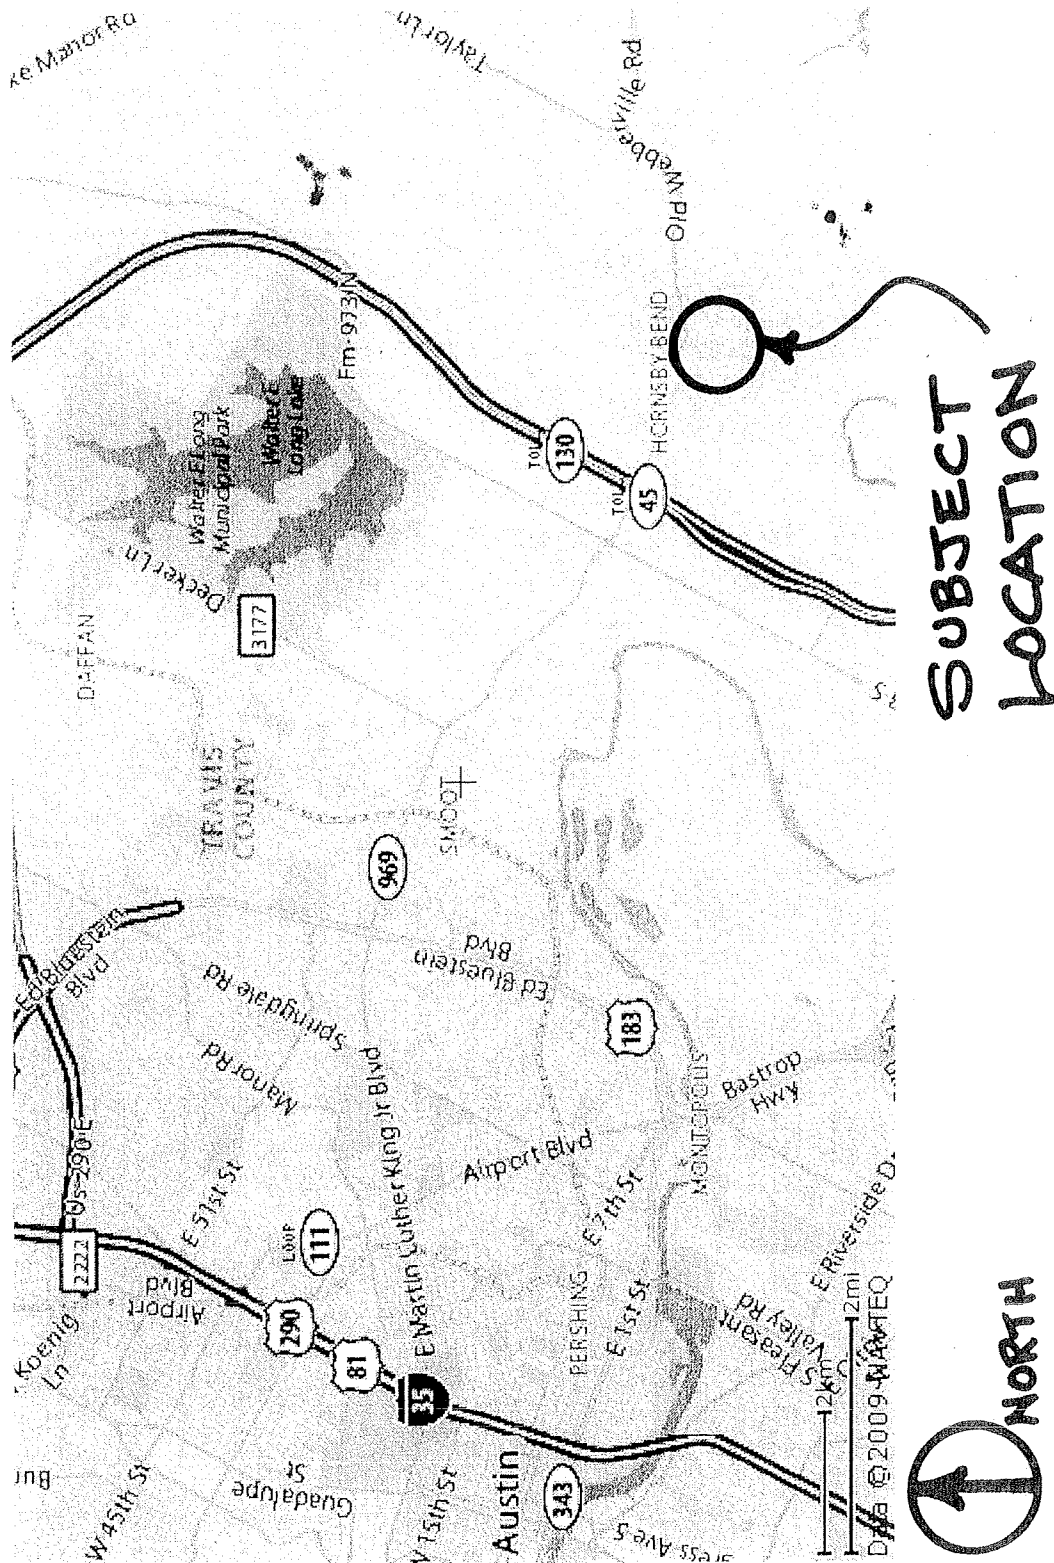 Lake Manor Rd
Taylor Ln
Old Webberville Rd
Walter E Long
Municipal Park
Walter E
Long Lake
Fm-973 N
Decker Ln
3177
DAFFAN
TRAVIS
COUNTY
TOLL
130
TOLL
45
HORNSBY BEND
SMOOT
969
Ed Bluestein
Blvd
Ed Bluestein
Blvd
Springdale Rd
Manor Rd
183
MONTOPOLIS
Bastrop
Hwy
Us-290 E
2222
E 51st St
LOOP
111
E Martin Luther King Jr Blvd
Airport Blvd
E 7th St
PERSHING
E 1st St
S Pleasant
Valley Rd
E Riverside D
Airport
Blvd
Koenig
Ln
290
81
35
Bur
W 45th St
Guadalupe
St
W 15th St
Austin
343
ress Ave S
2km
2mi
Data ©2009 NAVTEQ
SUBJECT
LOCATION
NORTH